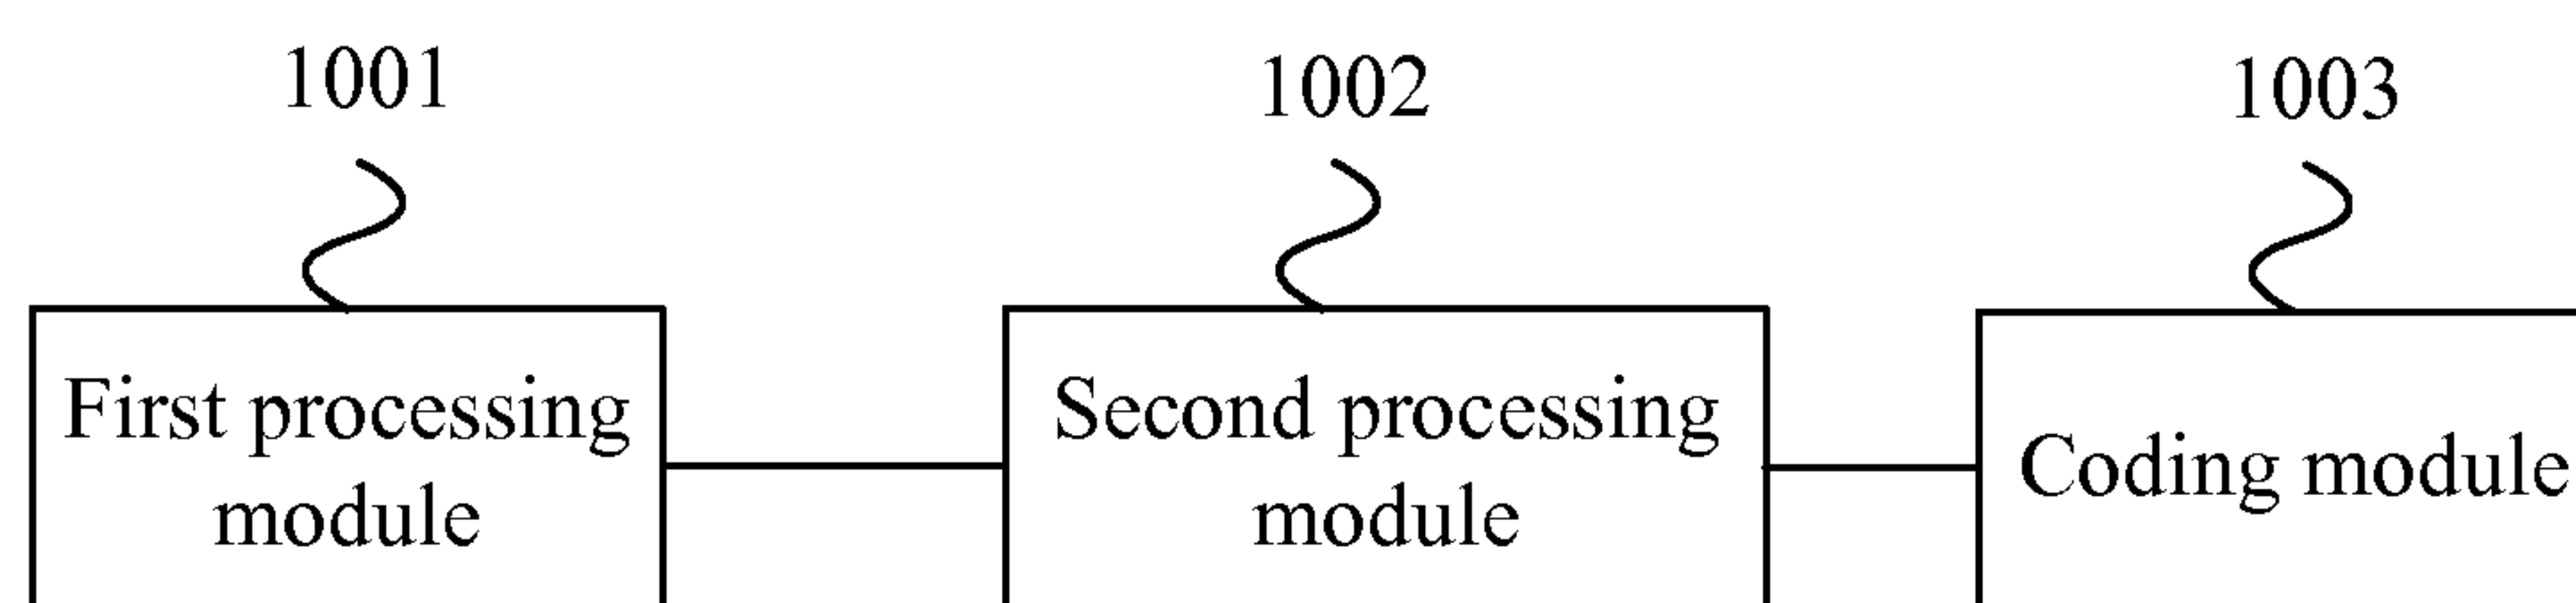 1001
1002
1003
First processing
module
Second processing
module
Coding module